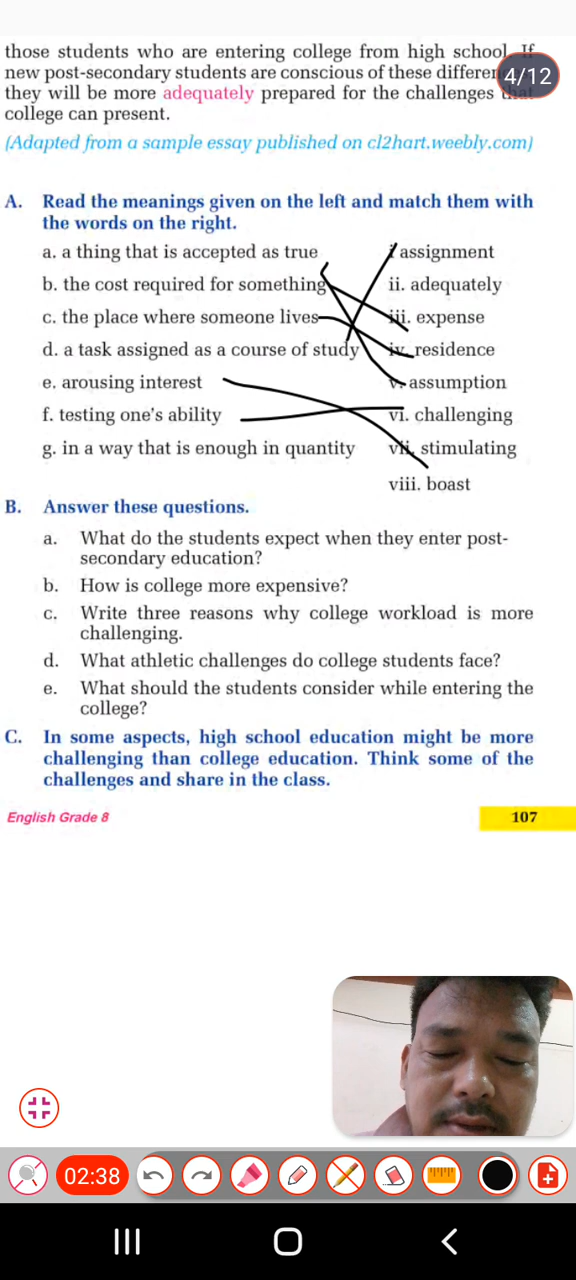 those students who are entering college from high school. If
new post-secondary students are conscious of these
4/12
they will be more adequately prepared for the challenges that
college can present.
(Adapted from a sample essay published on cl2hart.weebly.com)
A. Read the meanings given on the left and match them with
the words on the right.
a. a thing that is accepted as true i assignment
b. the cost required for something ii. adequately
c. the place where someone lives iii. expense
d. a task assigned as a course of study iv. residence
e. arousing interest v. assumption
f. testing one's ability vi. challenging
g. in a way that is enough in quantity vii. stimulating
viii. boast
B. Answer these questions.
a. What do the students expect when they enter post-
secondary education?
b. How is college more expensive?
c. Write three reasons why college workload is more
challenging.
d. What athletic challenges do college students face?
e. What should the students consider while entering the
college?
C. In some aspects, high school education might be more
challenging than college education. Think some of the
challenges and share in the class.
English Grade 8 107
02:38